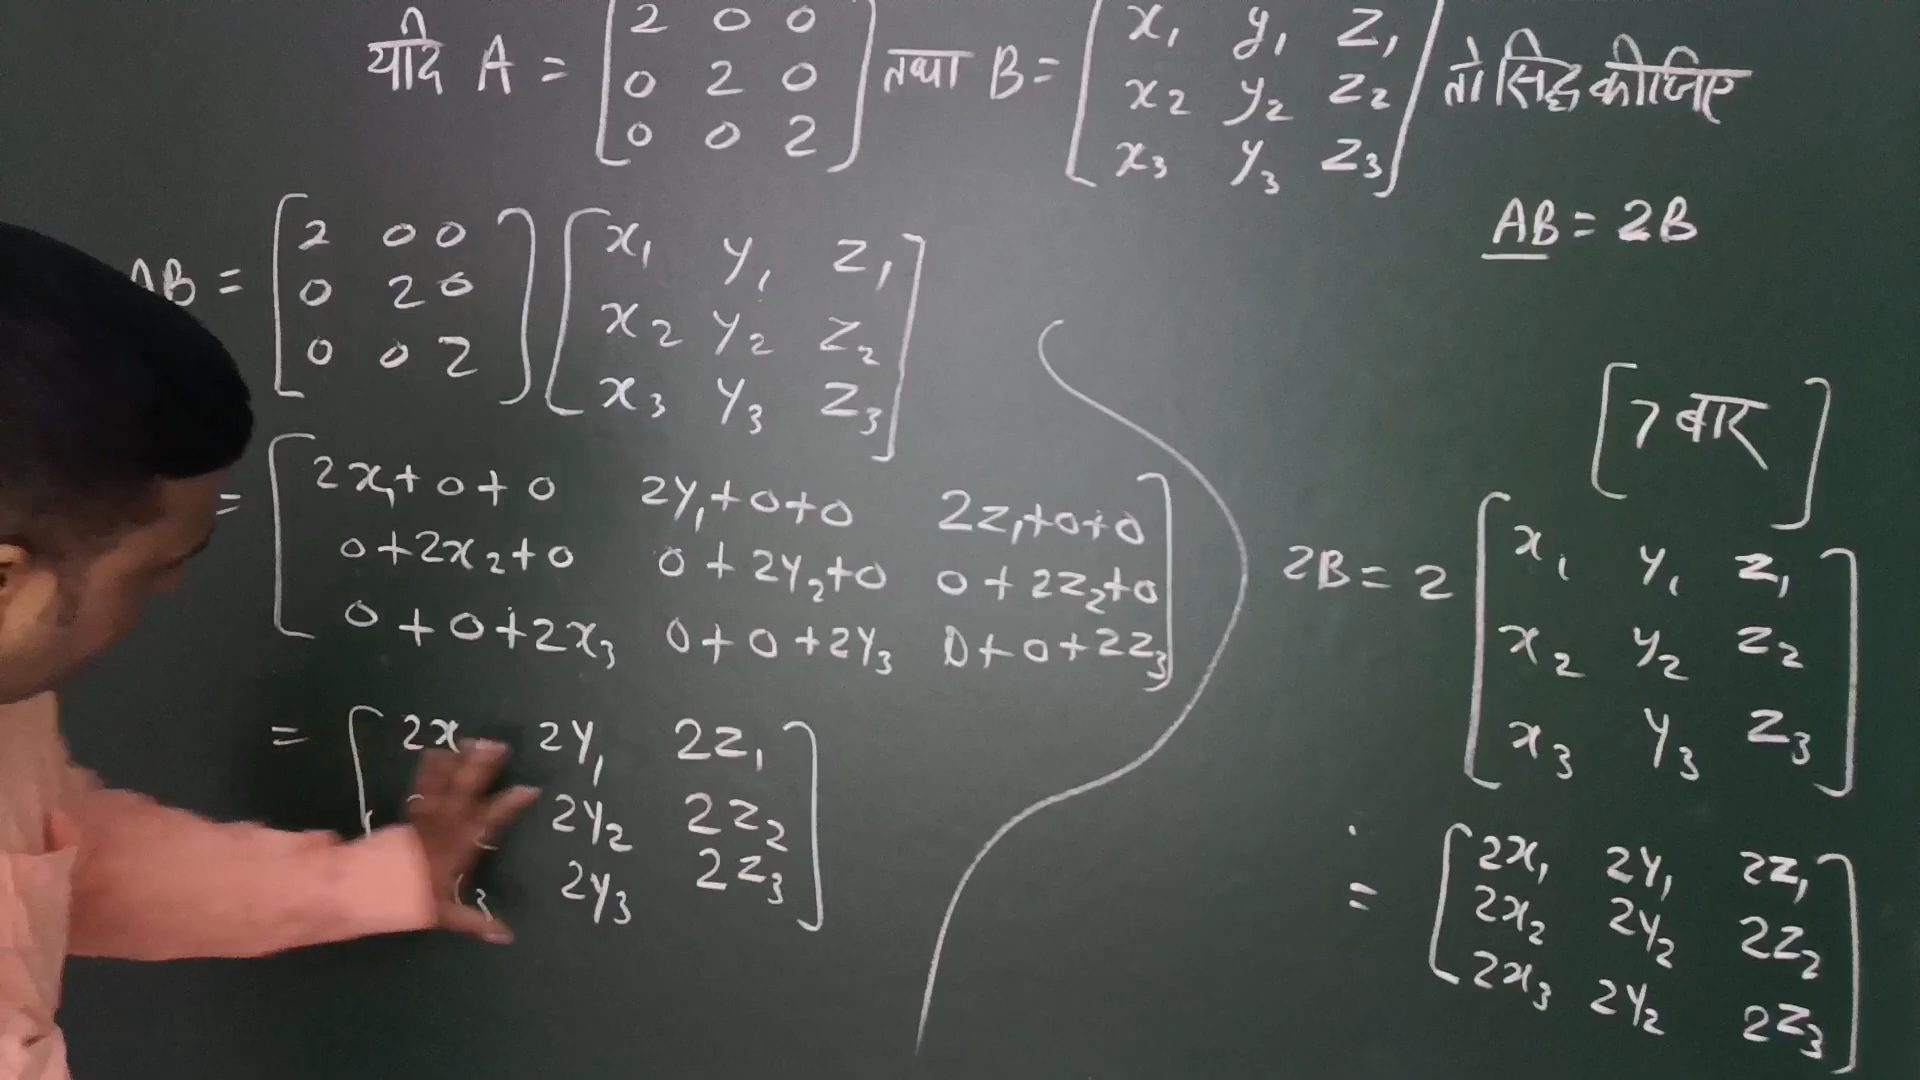 यदि A = [2 0 0 तथा B = [x₁ y₁ z₁ तो सिद्ध कीजिए
0 2 0 x₂ y₂ z₂
0 0 2] x₃ y₃ z₃]
AB = 2B
AB = [2 0 0 [x₁ y₁ z₁
0 2 0 x₂ y₂ z₂
0 0 2] x₃ y₃ z₃]
= [2x₁+0+0 2y₁+0+0 2z₁+0+0
0+2x₂+0 0+2y₂+0 0+2z₂+0
0+0+2x₃ 0+0+2y₃ 0+0+2z₃]
= [2x 2y₁ 2z₁
2y₂ 2z₂
₃ 2y₃ 2z₃]
[7 बार]
2B = 2 [x₁ y₁ z₁
x₂ y₂ z₂
x₃ y₃ z₃]
= [2x₁ 2y₁ 2z₁
2x₂ 2y₂ 2z₂
2x₃ 2y₂ 2z₃]